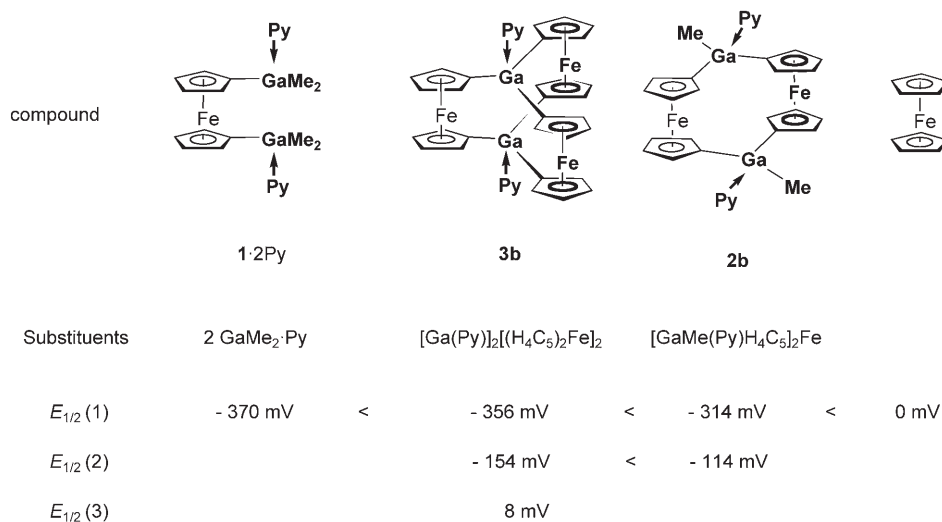 Py Py Py
Me
Fe
GaMe2 Ga Ga
compound Fe Fe Fe Fe Fe
GaMe2 Ga Fe Ga
Me
Py Py Py
1·2Py 3b 2b
Substituents 2 GaMe2·Py [Ga(Py)]2[(H4C5)2Fe]2 [GaMe(Py)H4C5]2Fe
E1/2 (1) - 370 mV < - 356 mV < - 314 mV < 0 mV
E1/2 (2) - 154 mV < - 114 mV
E1/2 (3) 8 mV